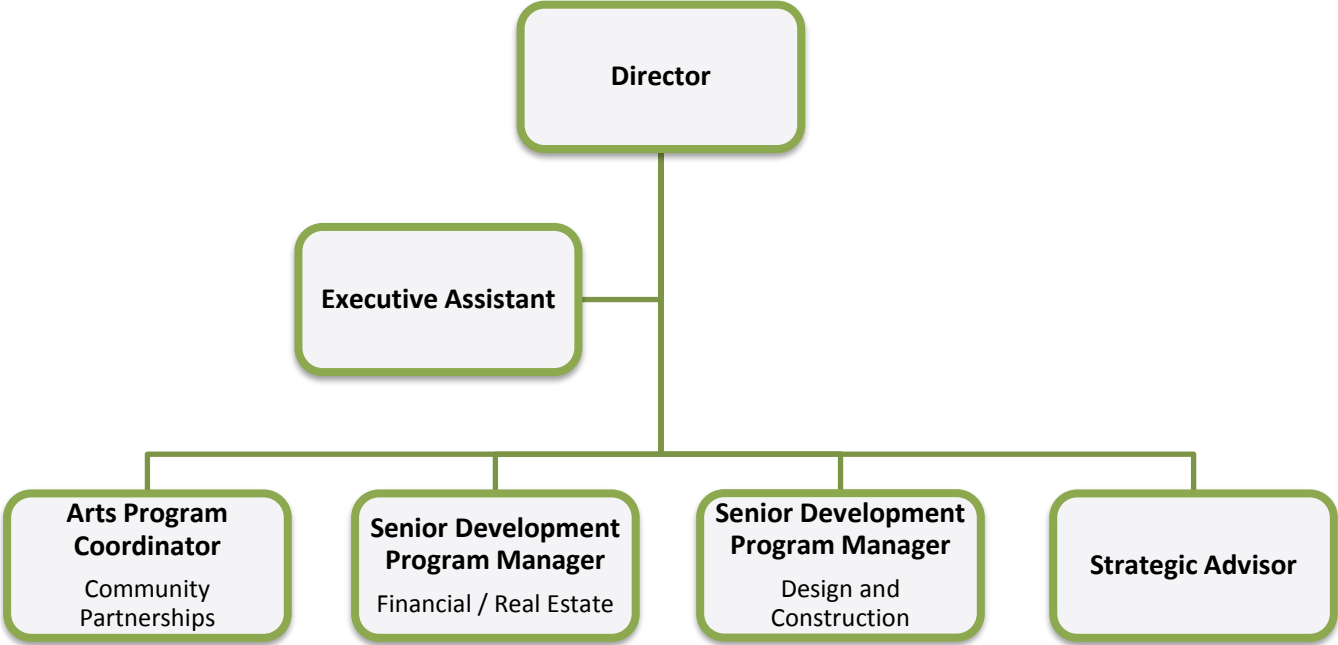 Director
Executive Assistant
Arts Program
Coordinator
Community
Partnerships
Senior Development
Program Manager
Financial / Real Estate
Senior Development
Program Manager
Design and
Construction
Strategic Advisor